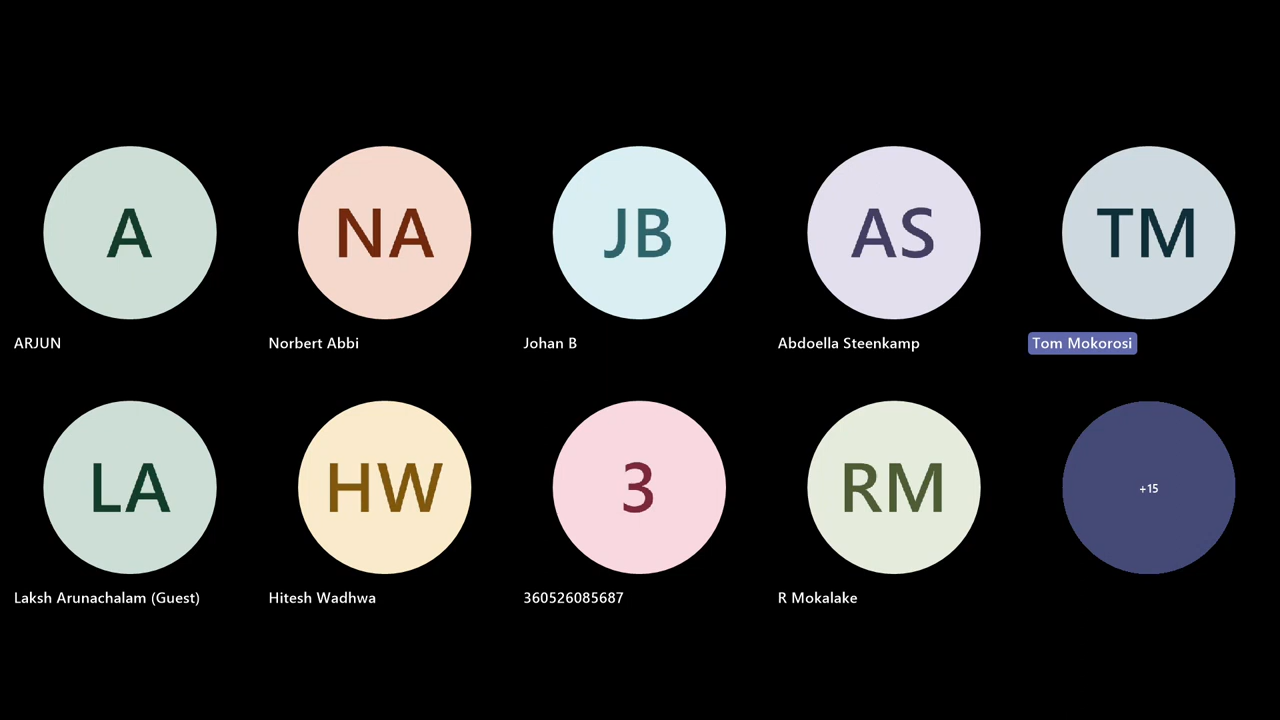 A
NA
JB
AS
TM
ARJUN
Norbert Abbi
Johan B
Abdoella Steenkamp
Tom Mokorosi
LA
HW
3
RM
+15
Laksh Arunachalam (Guest)
Hitesh Wadhwa
360526085687
R Mokalake